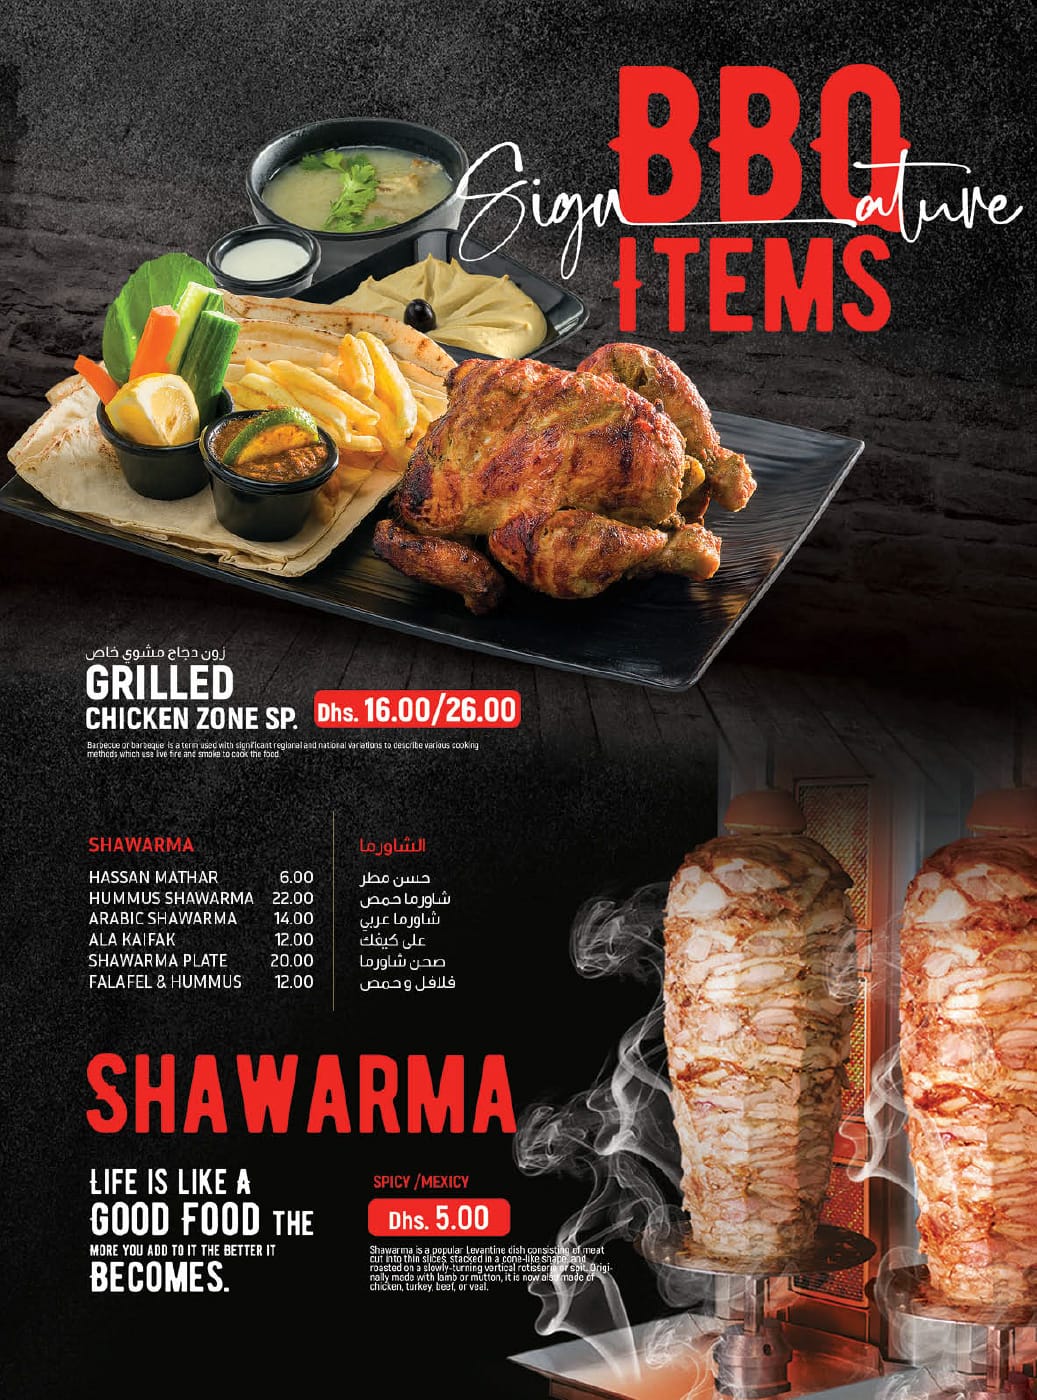 BBQ
Signature
ITEMS
زون دجاج مشوي خاص
GRILLED
CHICKEN ZONE SP.
Dhs. 16.00/26.00
Barbecue or barbeque is a term used with significant regional and national variations to describe various cooking
methods which use live fire and smoke to cook the food.
SHAWARMA
HASSAN MATHAR 6.00
HUMMUS SHAWARMA 22.00
ARABIC SHAWARMA 14.00
ALA KAIFAK 12.00
SHAWARMA PLATE 20.00
FALAFEL & HUMMUS 12.00
الشاورما
حسن مطر
شاورما حمص
شاورما عربي
على كيفك
صحن شاورما
فلافل و حمص
SHAWARMA
LIFE IS LIKE A
GOOD FOOD THE
MORE YOU ADD TO IT THE BETTER IT
BECOMES.
SPICY /MEXICY
Dhs. 5.00
Shawarma is a popular Levantine dish consisting of meat
cut into thin slices, stacked in a cone-like shape, and
roasted on a slowly-turning vertical rotisserie or spit. Origi-
nally made with lamb or mutton, it is now also made of
chicken, turkey, beef, or veal.